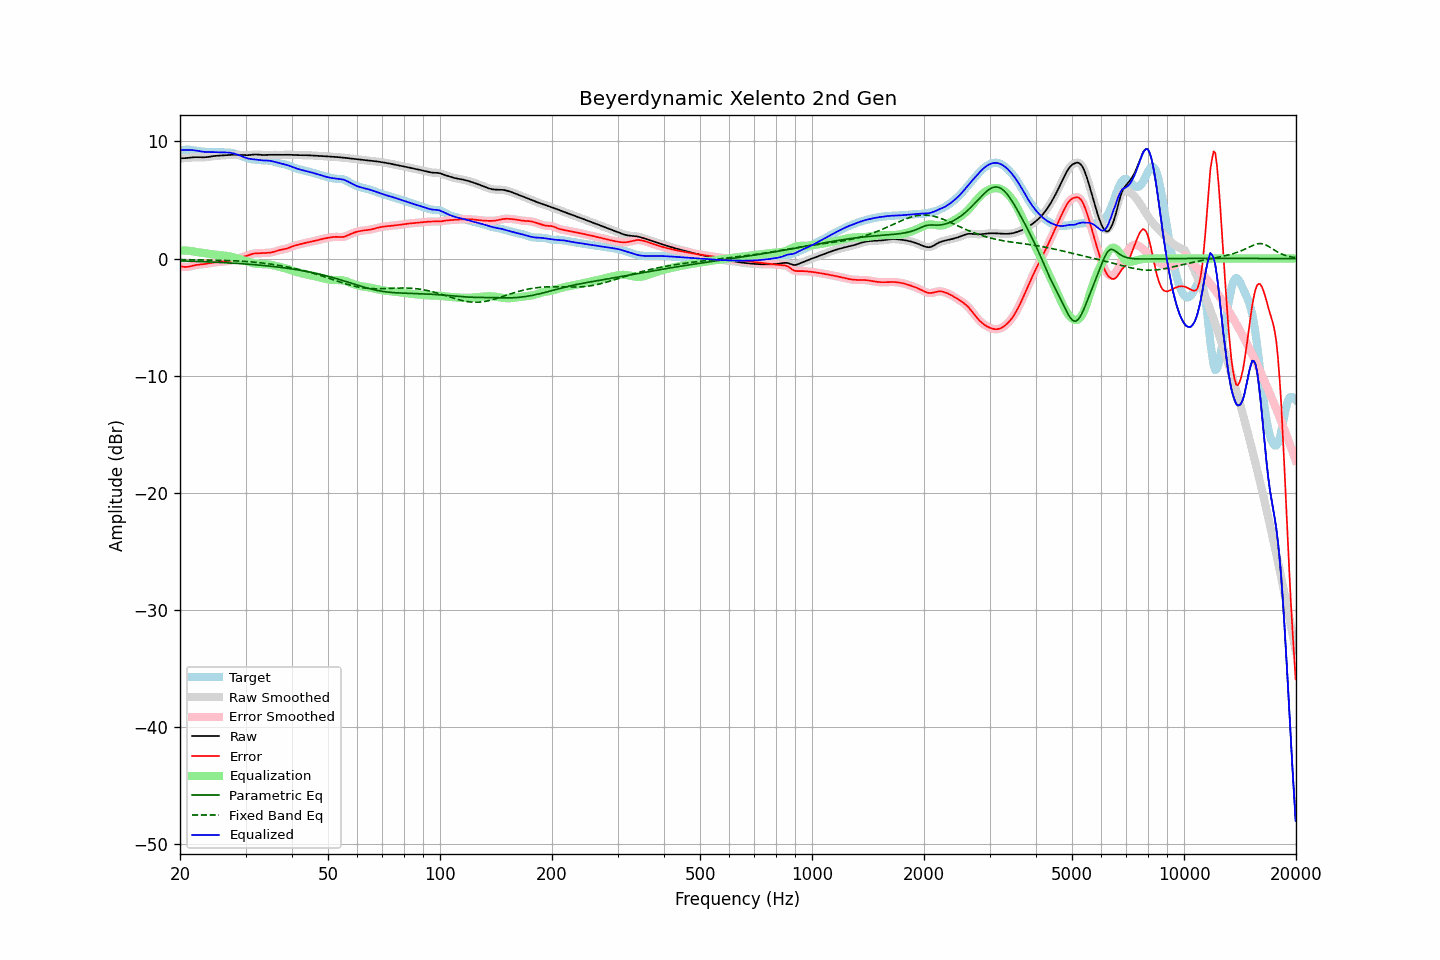 Beyerdynamic Xelento 2nd Gen
10
0
−10
−20
−30
−40
−50
Amplitude (dBr)
Target
Raw Smoothed
Error Smoothed
Raw
Error
Equalization
Parametric Eq
Fixed Band Eq
Equalized
20 50 100 200 500 1000 2000 5000 10000 20000
Frequency (Hz)